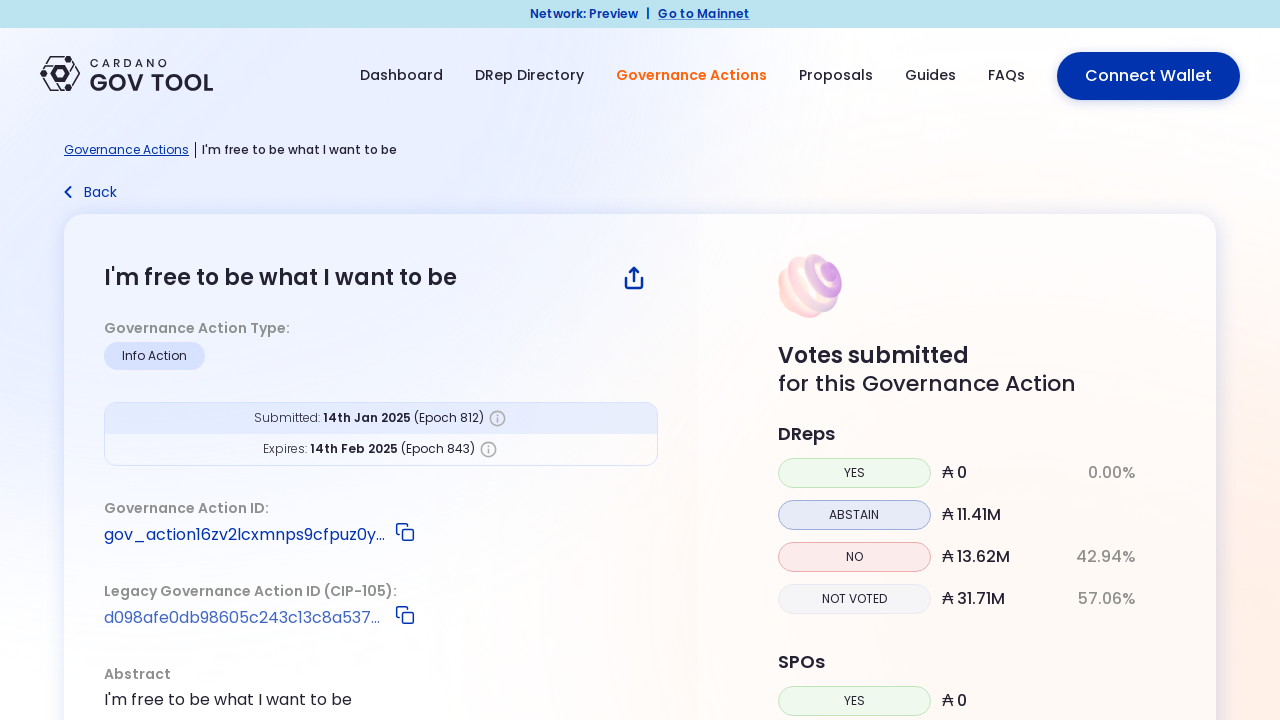 Network: Preview | Go to Mainnet
CARDANO
GOV TOOL
Dashboard
DRep Directory
Governance Actions
Proposals
Guides
FAQs
Connect Wallet
Governance Actions | I'm free to be what I want to be
Back
I'm free to be what I want to be
Governance Action Type:
Info Action
Submitted: 14th Jan 2025 (Epoch 812)
Expires: 14th Feb 2025 (Epoch 843)
Governance Action ID:
gov_action16zv2lcxmnps9cfpuz0y...
Legacy Governance Action ID (CIP-105):
d098afe0db98605c243c13c8a537...
Abstract
I'm free to be what I want to be
Votes submitted
for this Governance Action
DReps
YES ₳ 0 0.00%
ABSTAIN ₳ 11.41M
NO ₳ 13.62M 42.94%
NOT VOTED ₳ 31.71M 57.06%
SPOs
YES ₳ 0